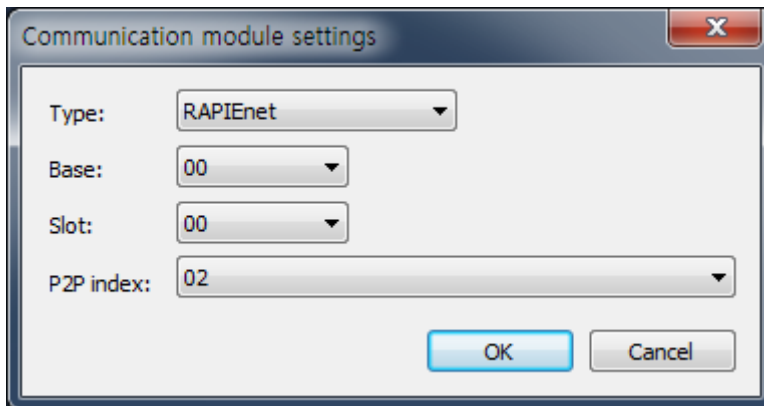 Communication module settings
Type: RAPIEnet
Base: 00
Slot: 00
P2P index: 02
OK Cancel